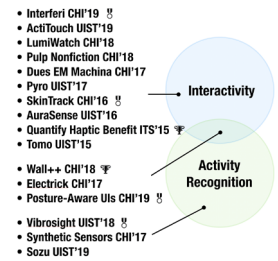 • Interferi CHI'19
• ActiTouch UIST'19
• LumiWatch CHI'18
• Pulp Nonfiction CHI'18
• Dues EM Machina CHI'17
• Pyro UIST'17
• SkinTrack CHI'16
• AuraSense UIST'16
• Quantify Haptic Benefit ITS'15
• Tomo UIST'15
Interactivity
• Wall++ CHI'18
• Electrick CHI'17
• Posture-Aware UIs CHI'19
Activity
Recognition
• Vibrosight UIST'18
• Synthetic Sensors CHI'17
• Sozu UIST'19